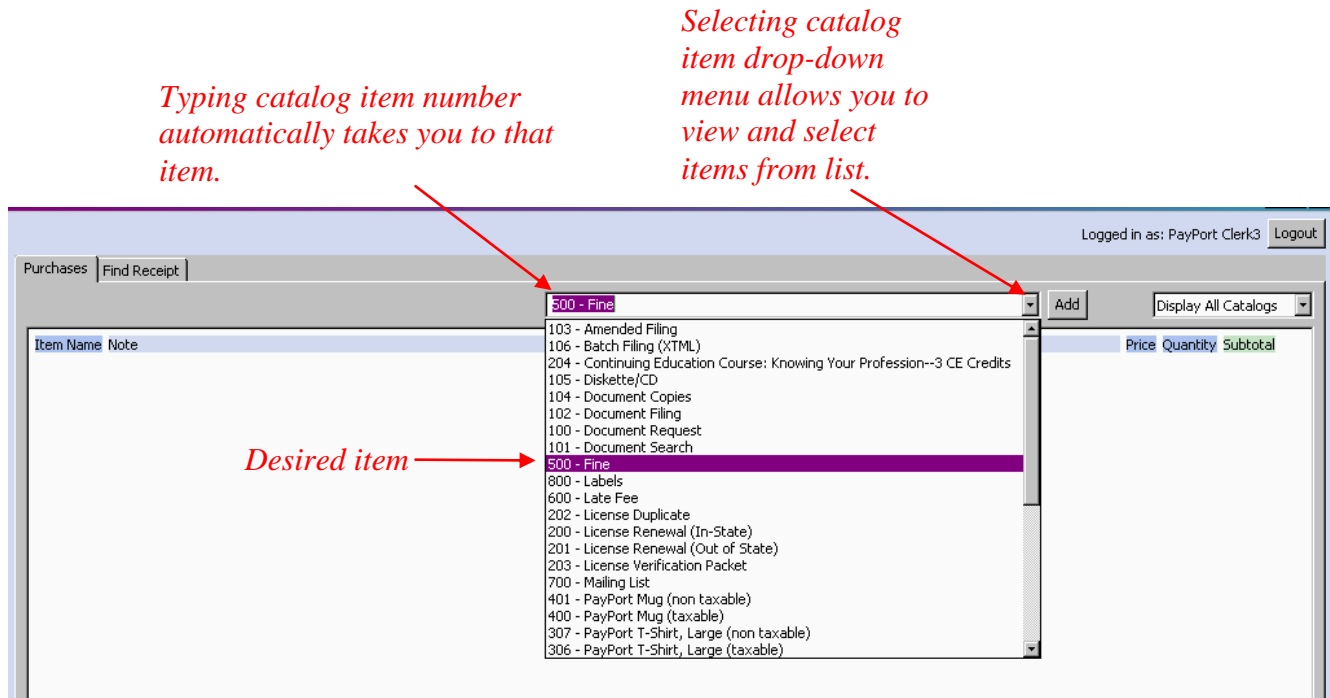 Selecting catalog
item drop-down
menu allows you to
view and select
items from list.
Typing catalog item number
automatically takes you to that
item.
Logged in as: PayPort Clerk3 Logout
Purchases Find Receipt
500 - Fine Add Display All Catalogs
Item Name Note Price Quantity Subtotal
103 - Amended Filing
106 - Batch Filing (XTML)
204 - Continuing Education Course: Knowing Your Profession--3 CE Credits
105 - Diskette/CD
104 - Document Copies
102 - Document Filing
100 - Document Request
101 - Document Search
Desired item
500 - Fine
800 - Labels
600 - Late Fee
202 - License Duplicate
200 - License Renewal (In-State)
201 - License Renewal (Out of State)
203 - License Verification Packet
700 - Mailing List
401 - PayPort Mug (non taxable)
400 - PayPort Mug (taxable)
307 - PayPort T-Shirt, Large (non taxable)
306 - PayPort T-Shirt, Large (taxable)